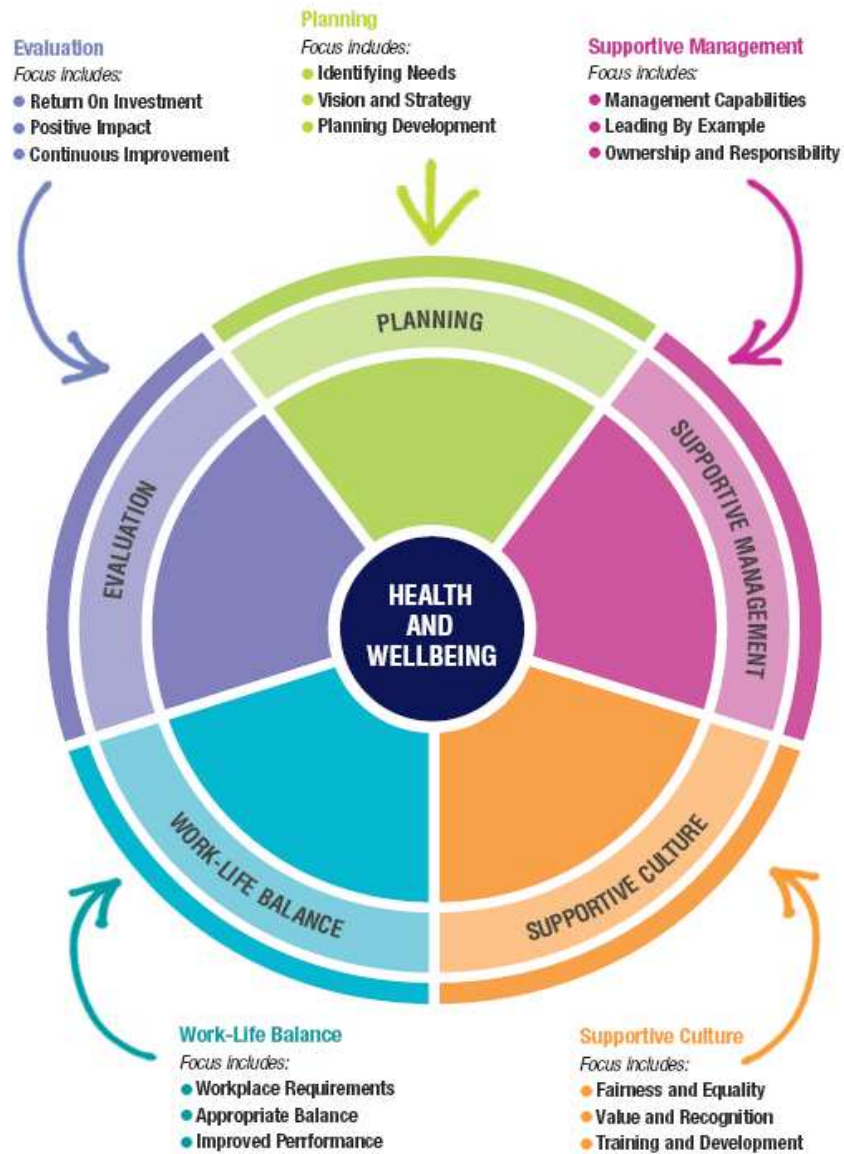 Planning
Focus Includes:
Identifying Needs
Vision and Strategy
Planning Development
Evaluation
Focus Includes:
Return On Investment
Positive Impact
Continuous Improvement
Supportive Management
Focus Includes:
Management Capabilities
Leading By Example
Ownership and Responsibility
PLANNING
EVALUATION
SUPPORTIVE MANAGEMENT
HEALTH
AND
WELLBEING
WORK-LIFE BALANCE
SUPPORTIVE CULTURE
Work-Life Balance
Focus Includes:
Workplace Requirements
Appropriate Balance
Improved Perrformance
Supportive Culture
Focus Includes:
Fairness and Equality
Value and Recognition
Training and Development